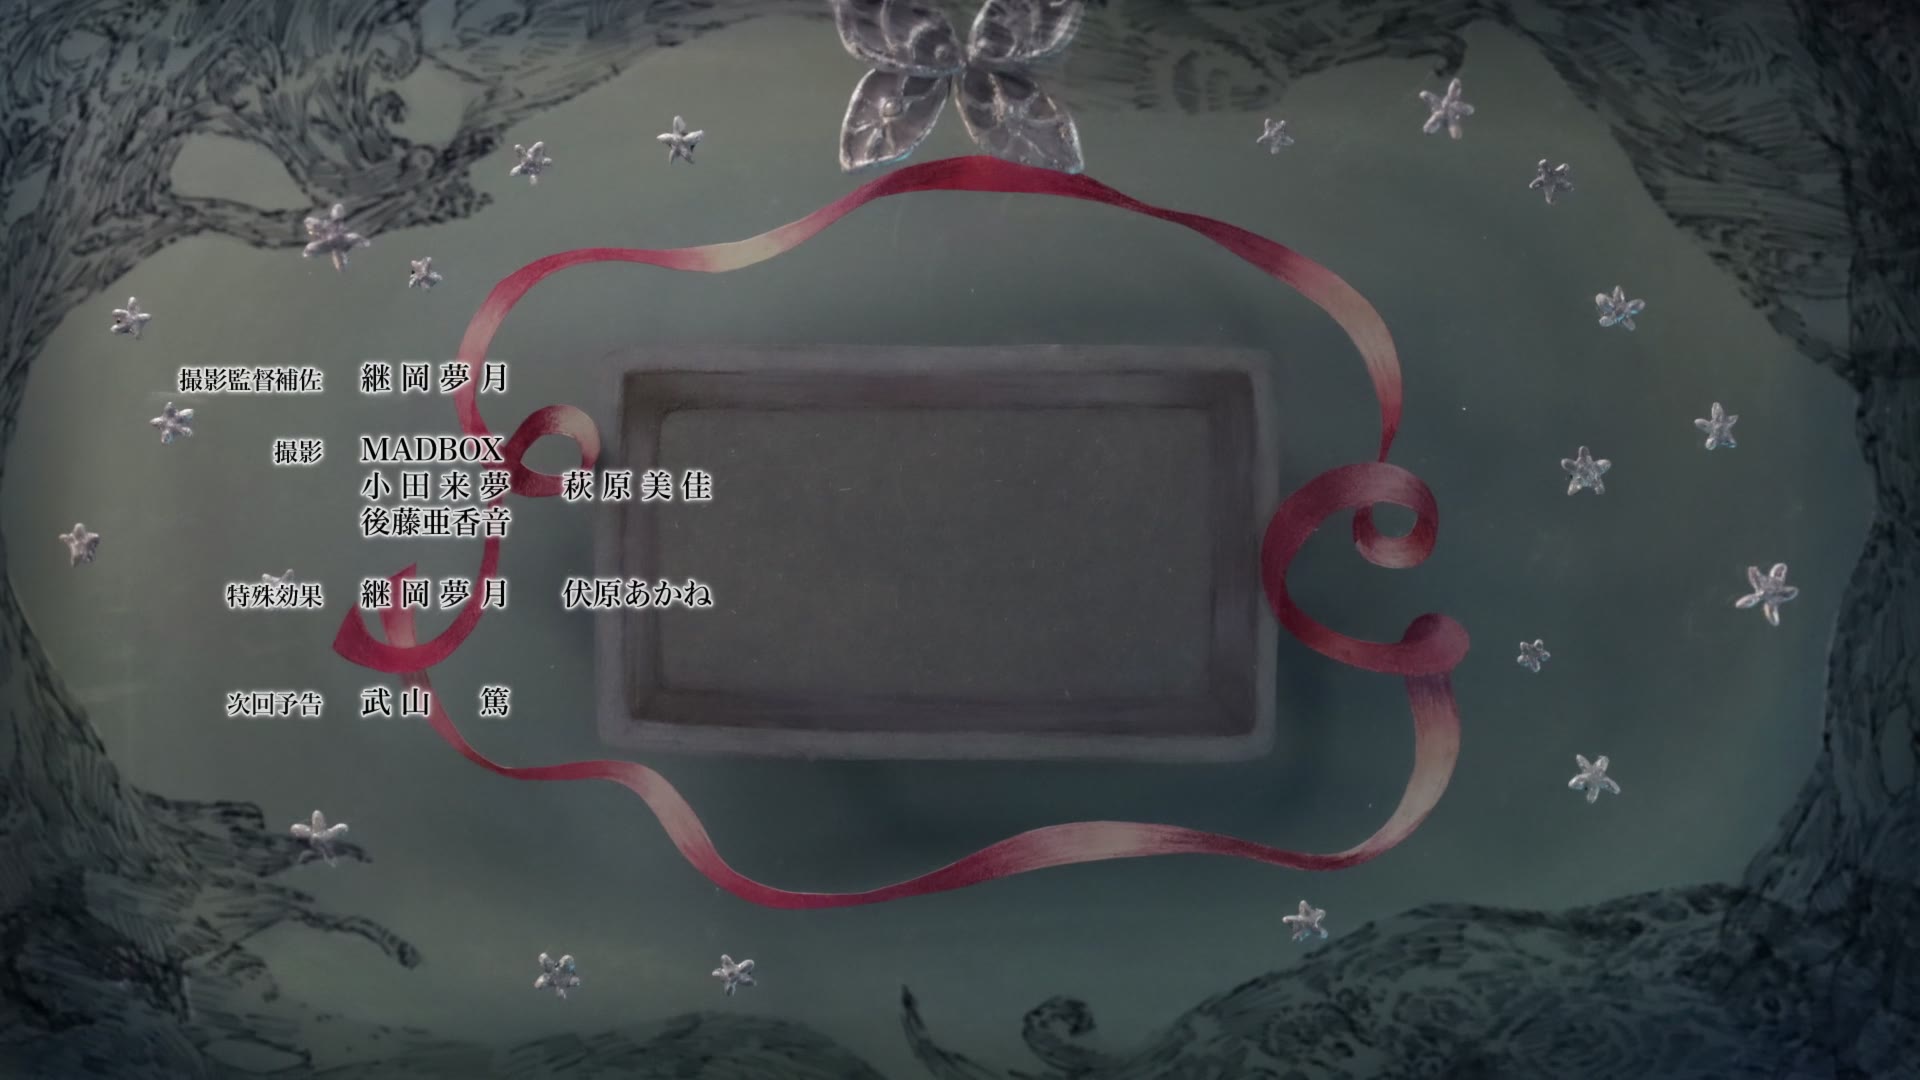 撮影監督補佐 継岡夢月
撮影 MADBOX
小田来夢 萩原美佳
後藤亜香音
特殊効果 継岡夢月 伏原あかね
次回予告 武山 篤